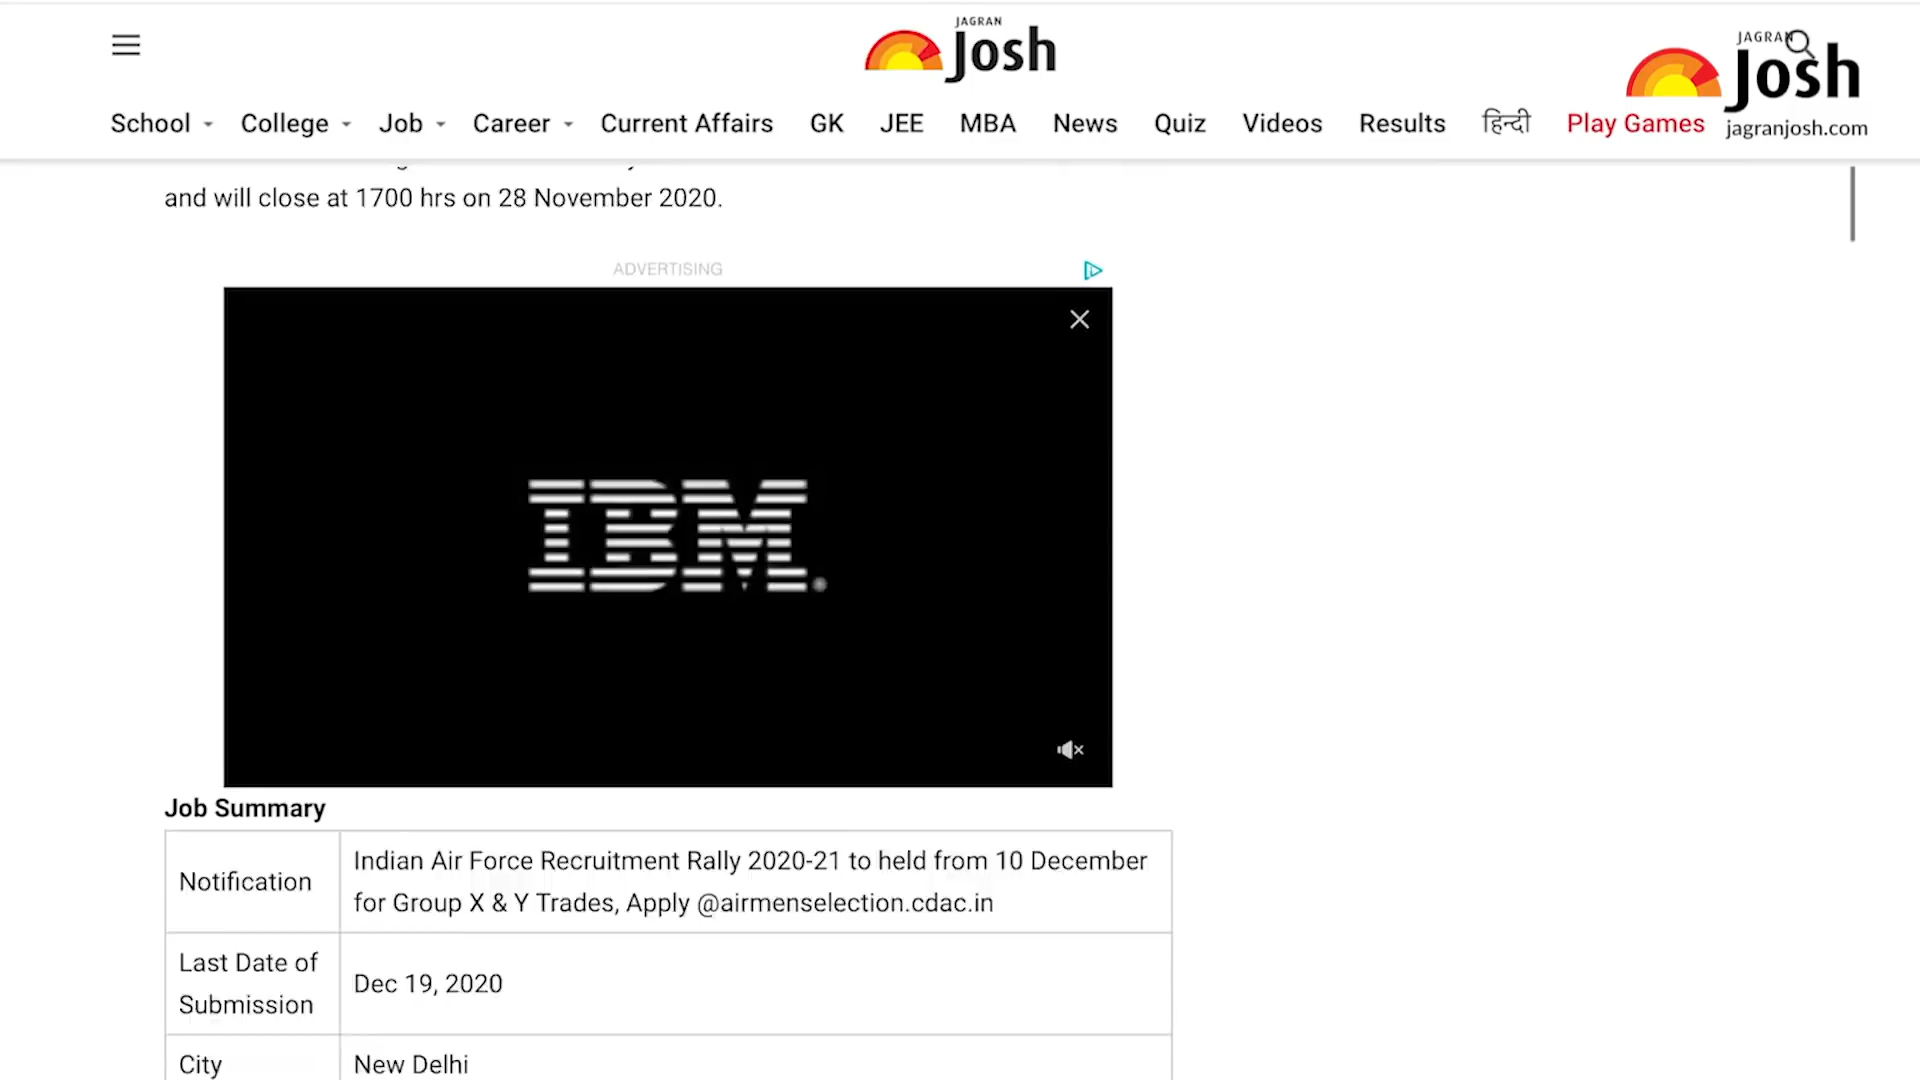 JAGRAN
Josh
JAGRAN
Josh
jagranjosh.com
School College Job Career Current Affairs GK JEE MBA News Quiz Videos Results हिन्दी Play Games
and will close at 1700 hrs on 28 November 2020.
ADVERTISING
IBM
Job Summary
Notification
Indian Air Force Recruitment Rally 2020-21 to held from 10 December
for Group X & Y Trades, Apply @airmenselection.cdac.in
Last Date of
Submission
Dec 19, 2020
City
New Delhi